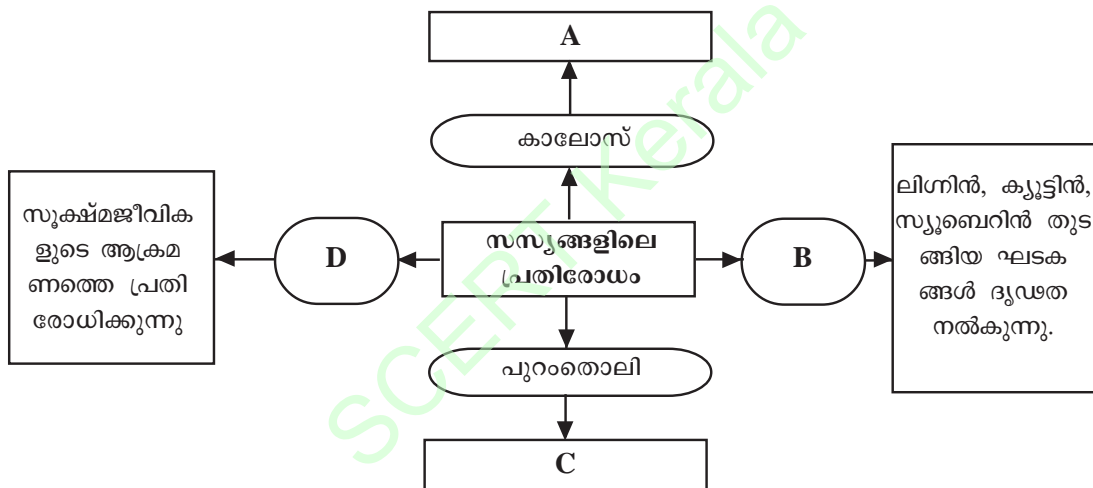 A
കാലോസ്
സൂക്ഷ്മജീവിക
ളുടെ ആക്രമ
ണത്തെ പ്രതി
രോധിക്കുന്നു
D
സസ്യങ്ങളിലെ
പ്രതിരോധം
B
ലിഗ്നിൻ, ക്യൂട്ടിൻ,
സ്യൂബെറിൻ തുട
ങ്ങിയ ഘടക
ങ്ങൾ ദൃഢത
നൽകുന്നു.
പുറംതൊലി
C
SCERT Kerala